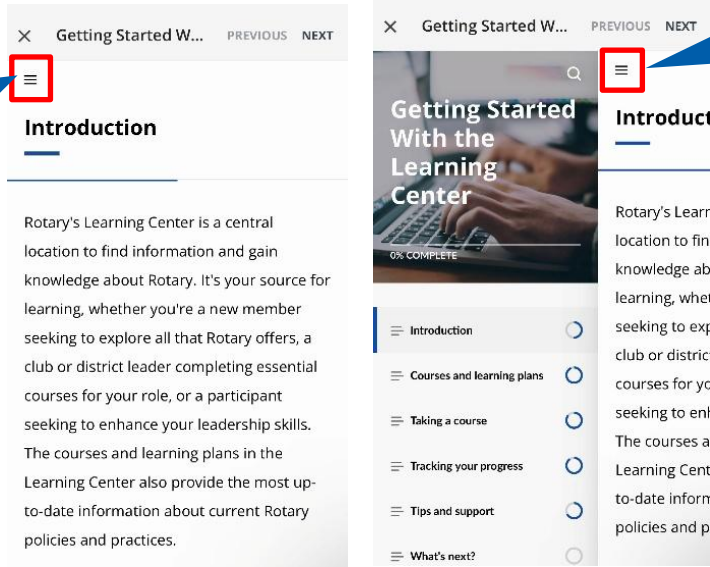 Getting Started W... PREVIOUS NEXT
Introduction
Rotary's Learning Center is a central
location to find information and gain
knowledge about Rotary. It's your source for
learning, whether you're a new member
seeking to explore all that Rotary offers, a
club or district leader completing essential
courses for your role, or a participant
seeking to enhance your leadership skills.
The courses and learning plans in the
Learning Center also provide the most up-
to-date information about current Rotary
policies and practices.
Getting Started W... PREVIOUS NEXT
Getting Started
With the
Learning
Center
0% COMPLETE
Introduction
Courses and learning plans
Taking a course
Tracking your progress
Tips and support
What's next?
Introduct
Rotary's Learn
location to fin
knowledge ab
learning, whet
seeking to exp
club or distric
courses for yo
seeking to enh
The courses a
Learning Cent
to-date inform
policies and p